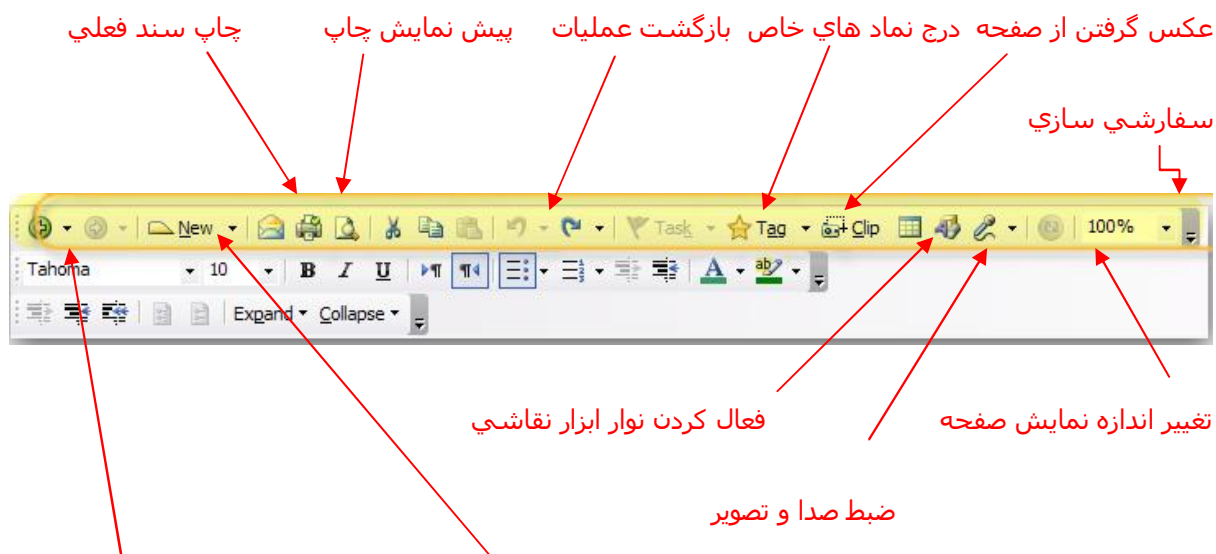 عكس گرفتن از صفحه درج نماد هاي خاص بازگشت عمليات پيش نمايش چاپ چاپ سند فعلي
سفارشي سازي
New Task Tag Clip 100%
Tahoma 10 B I U A ab
Expand Collapse
تغيير اندازه نمايش صفحه فعال كردن نوار ابزار نقاشي
ضبط صدا و تصوير